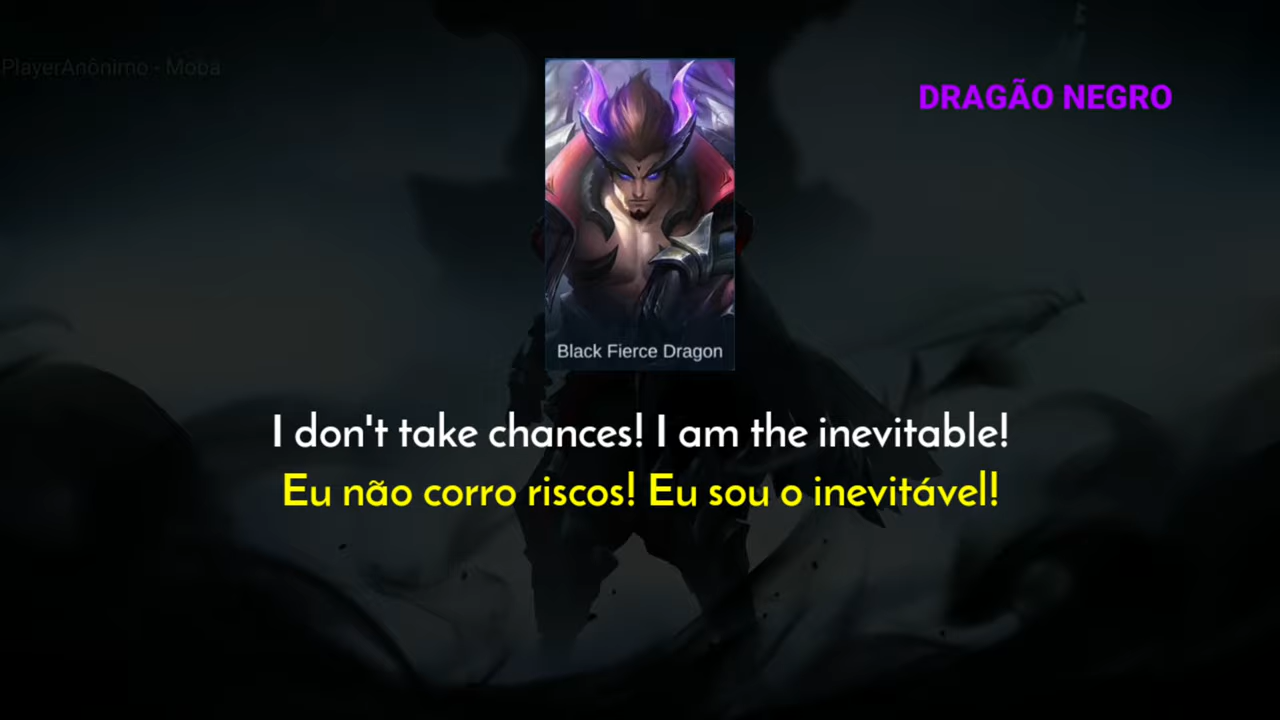 PlayerAnônimo - Moba
DRAGÃO NEGRO
Black Fierce Dragon
I don't take chances! I am the inevitable!
Eu não corro riscos! Eu sou o inevitável!